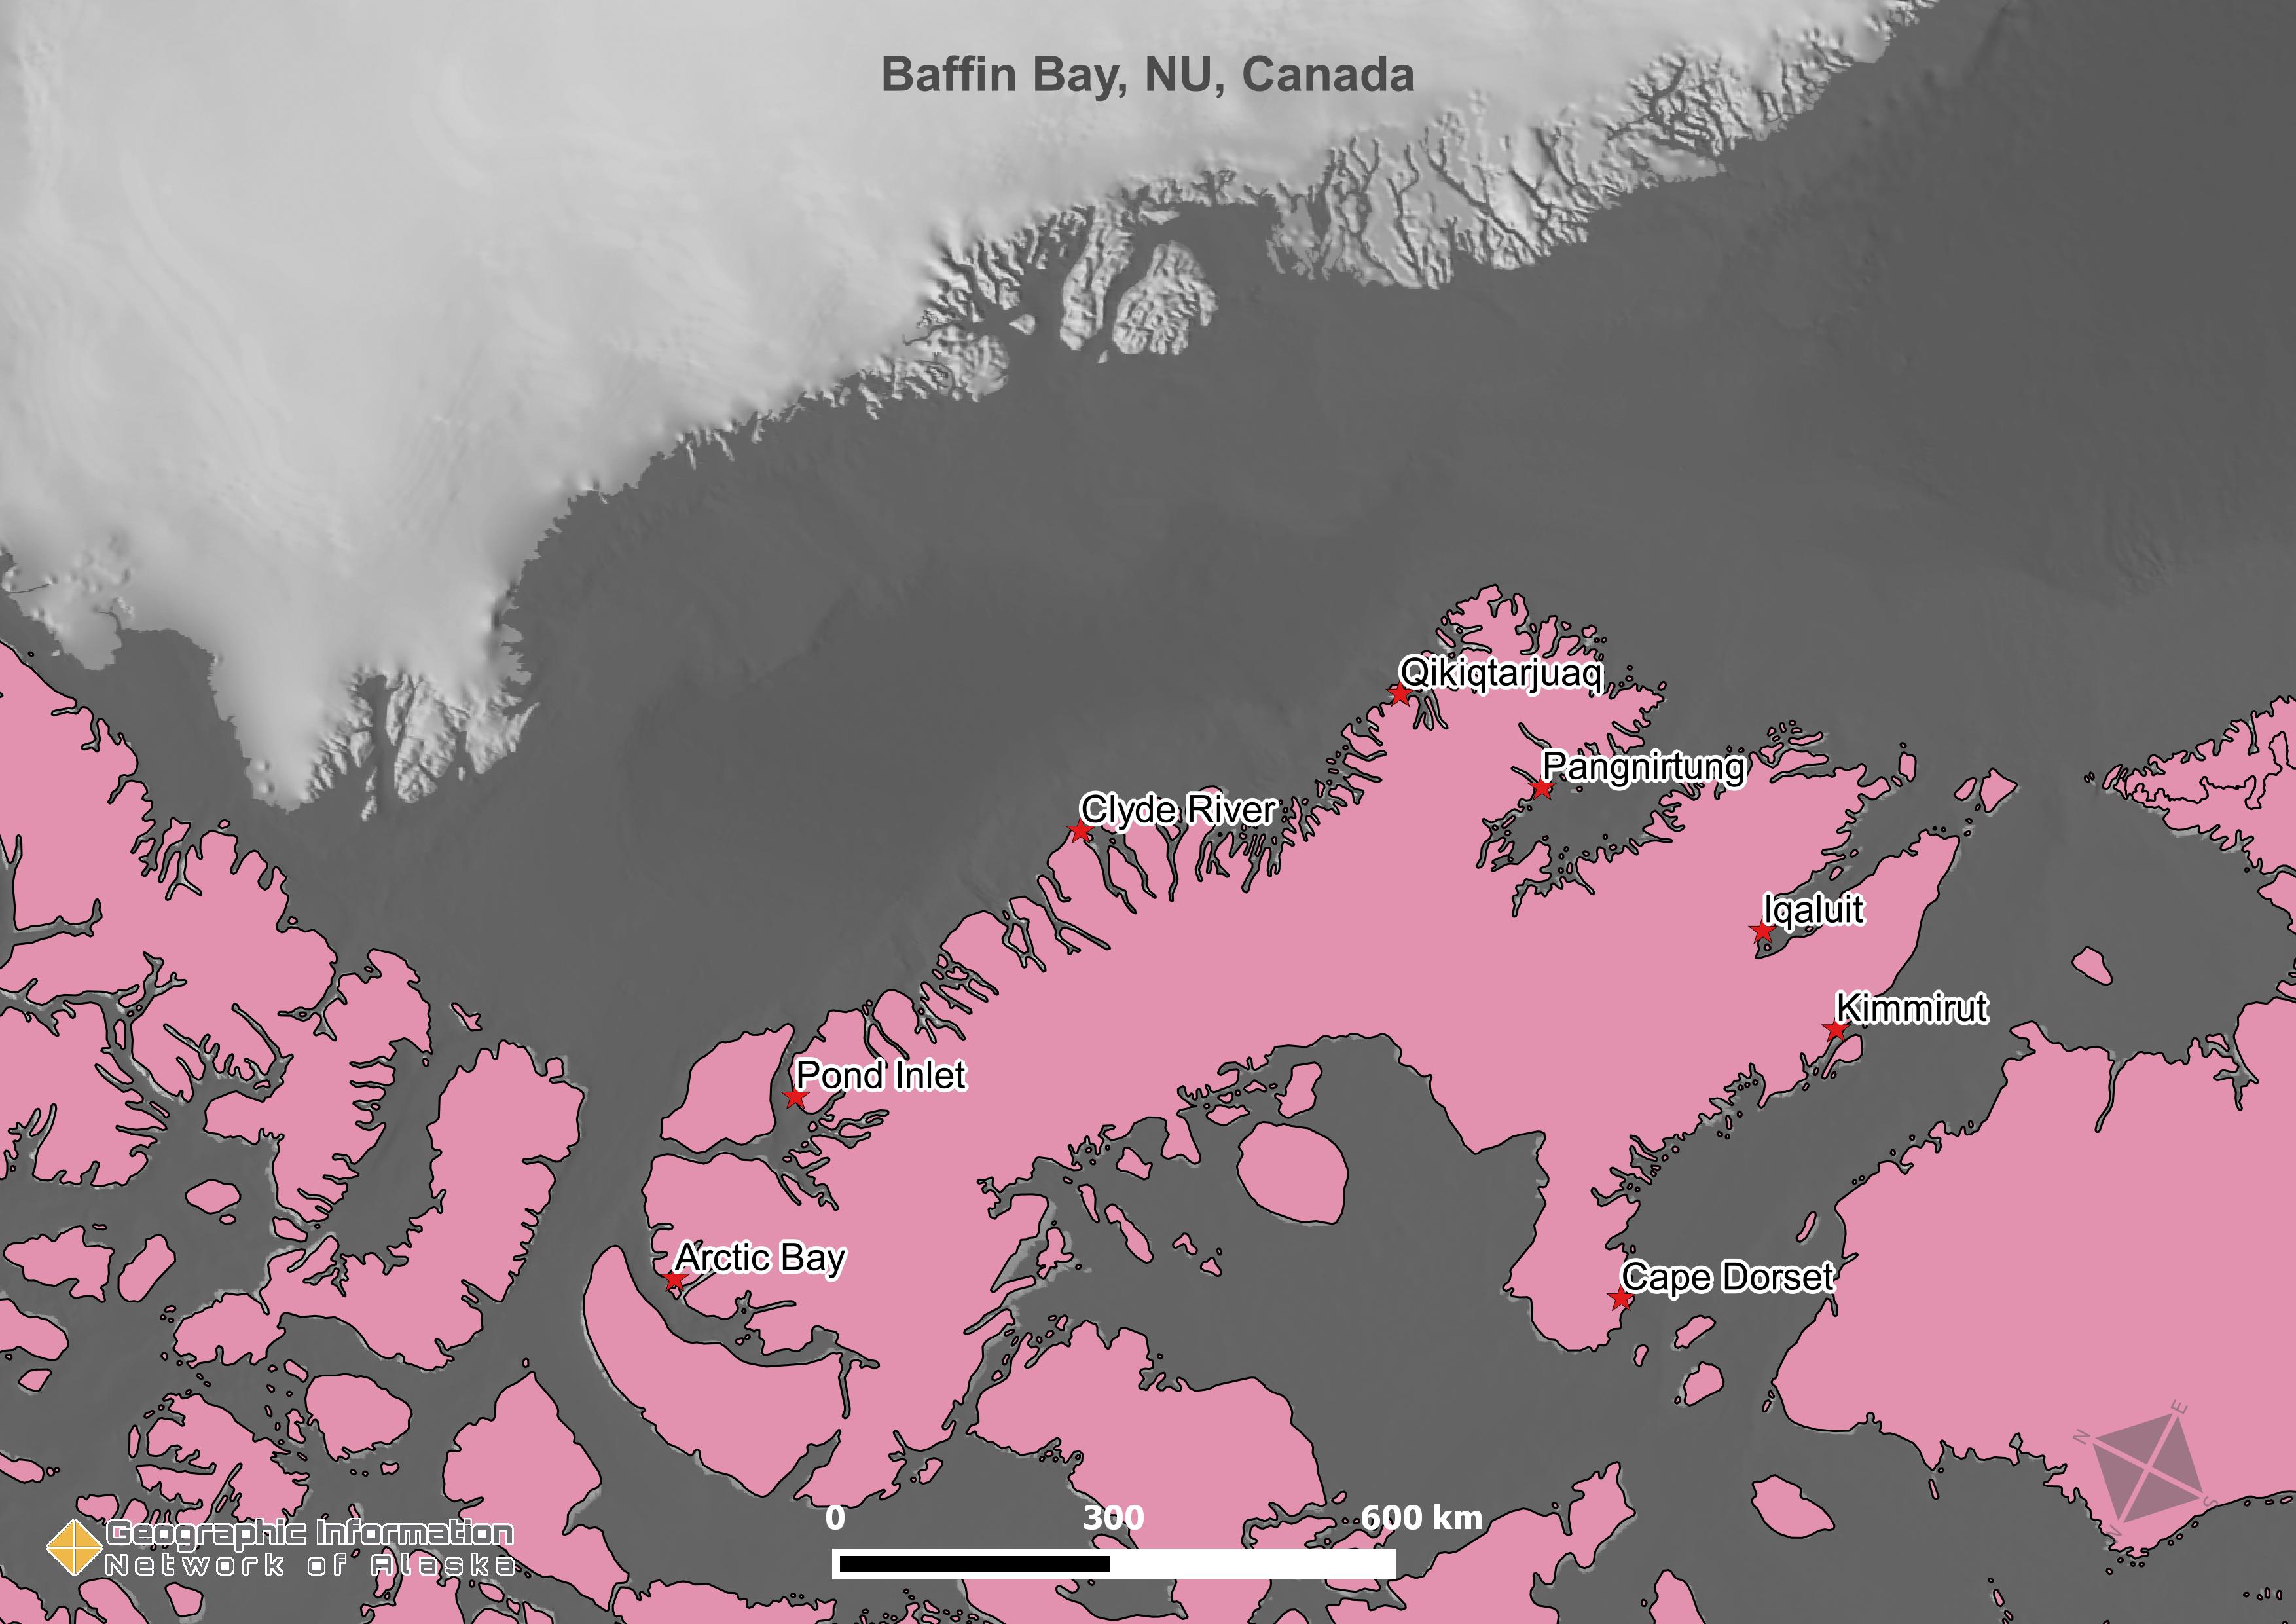 Baffin Bay, NU, Canada
Qikiqtarjuaq
Pangnirtung
Clyde River
Iqaluit
Kimmirut
Pond Inlet
Arctic Bay
Cape Dorset
E
N
S
0 300 600 km
Geographic Information
Network of Alaska